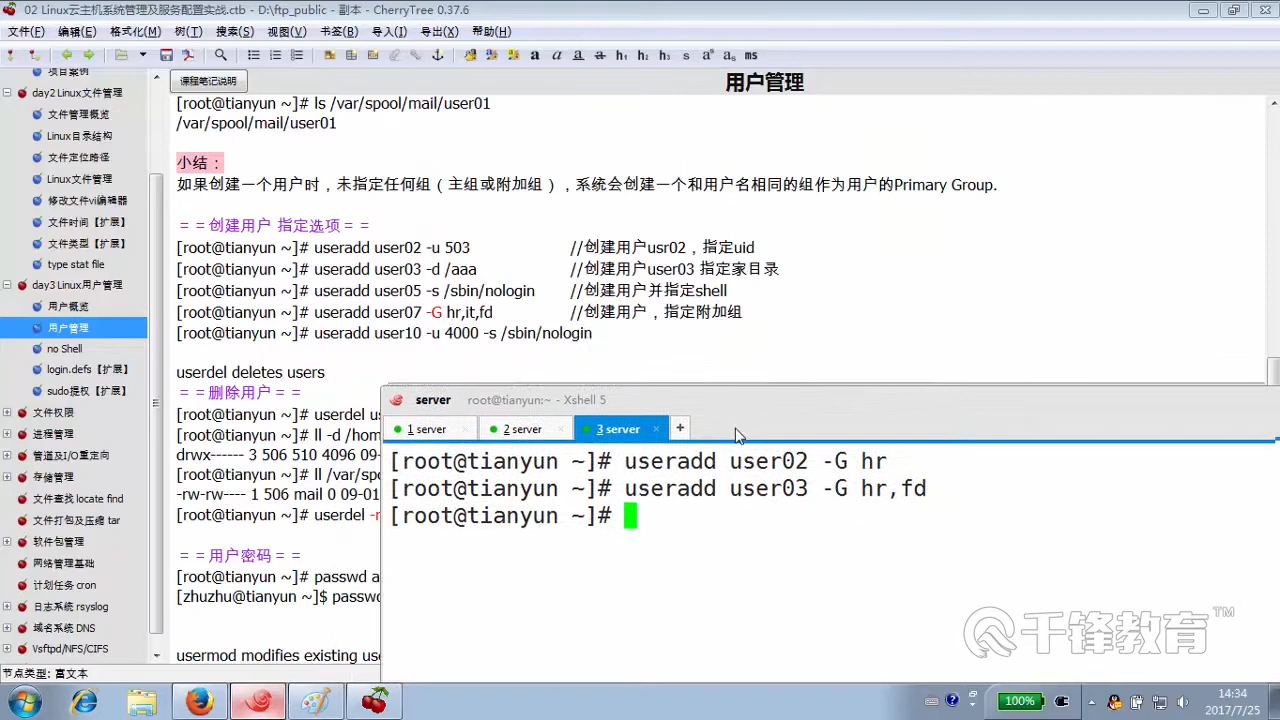 02 Linux云主机系统管理及服务配置实战.ctb - D:\ftp_public - 副本 - CherryTree 0.37.6
文件(F) 编辑(E) 格式化(M) 树(T) 搜索(S) 视图(V) 书签(B) 导入(I) 导出(X) 帮助(H)
a a a a h1 h2 h3 s aˢ aₛ ms
项目案例
day2 Linux文件管理
文件管理概览
Linux目录结构
文件定位路径
Linux文件管理
修改文件vi编辑器
文件时间【扩展】
文件类型【扩展】
type stat file
day3 Linux用户管理
用户概览
用户管理
no Shell
login.defs【扩展】
sudo提权【扩展】
文件权限
进程管理
管道及I/O重定向
存储管理
文件查找 locate find
文件打包及压缩 tar
软件包管理
网络管理基础
计划任务 cron
日志系统 rsyslog
域名系统 DNS
Vsftpd/NFS/CIFS
节点类型: 富文本
课程笔记说明
用户管理
[root@tianyun ~]# ls /var/spool/mail/user01
/var/spool/mail/user01
小结：
如果创建一个用户时，未指定任何组（主组或附加组），系统会创建一个和用户名相同的组作为用户的Primary Group.
==创建用户 指定选项==
[root@tianyun ~]# useradd user02 -u 503 //创建用户usr02，指定uid
[root@tianyun ~]# useradd user03 -d /aaa //创建用户user03 指定家目录
[root@tianyun ~]# useradd user05 -s /sbin/nologin //创建用户并指定shell
[root@tianyun ~]# useradd user07 -G hr,it,fd //创建用户，指定附加组
[root@tianyun ~]# useradd user10 -u 4000 -s /sbin/nologin
userdel deletes users
==删除用户==
[root@tianyun ~]# userdel us
[root@tianyun ~]# ll -d /hom
drwx------ 3 506 510 4096 09-
[root@tianyun ~]# ll /var/spo
-rw-rw---- 1 506 mail 0 09-01
[root@tianyun ~]# userdel -r
==用户密码==
[root@tianyun ~]# passwd a
[zhuzhu@tianyun ~]$ passwd
usermod modifies existing use
server root@tianyun:~ - Xshell 5
1 server × 2 server × 3 server × +
[root@tianyun ~]# useradd user02 -G hr
[root@tianyun ~]# useradd user03 -G hr,fd
[root@tianyun ~]#
千锋教育™
100%
14:34
2017/7/25